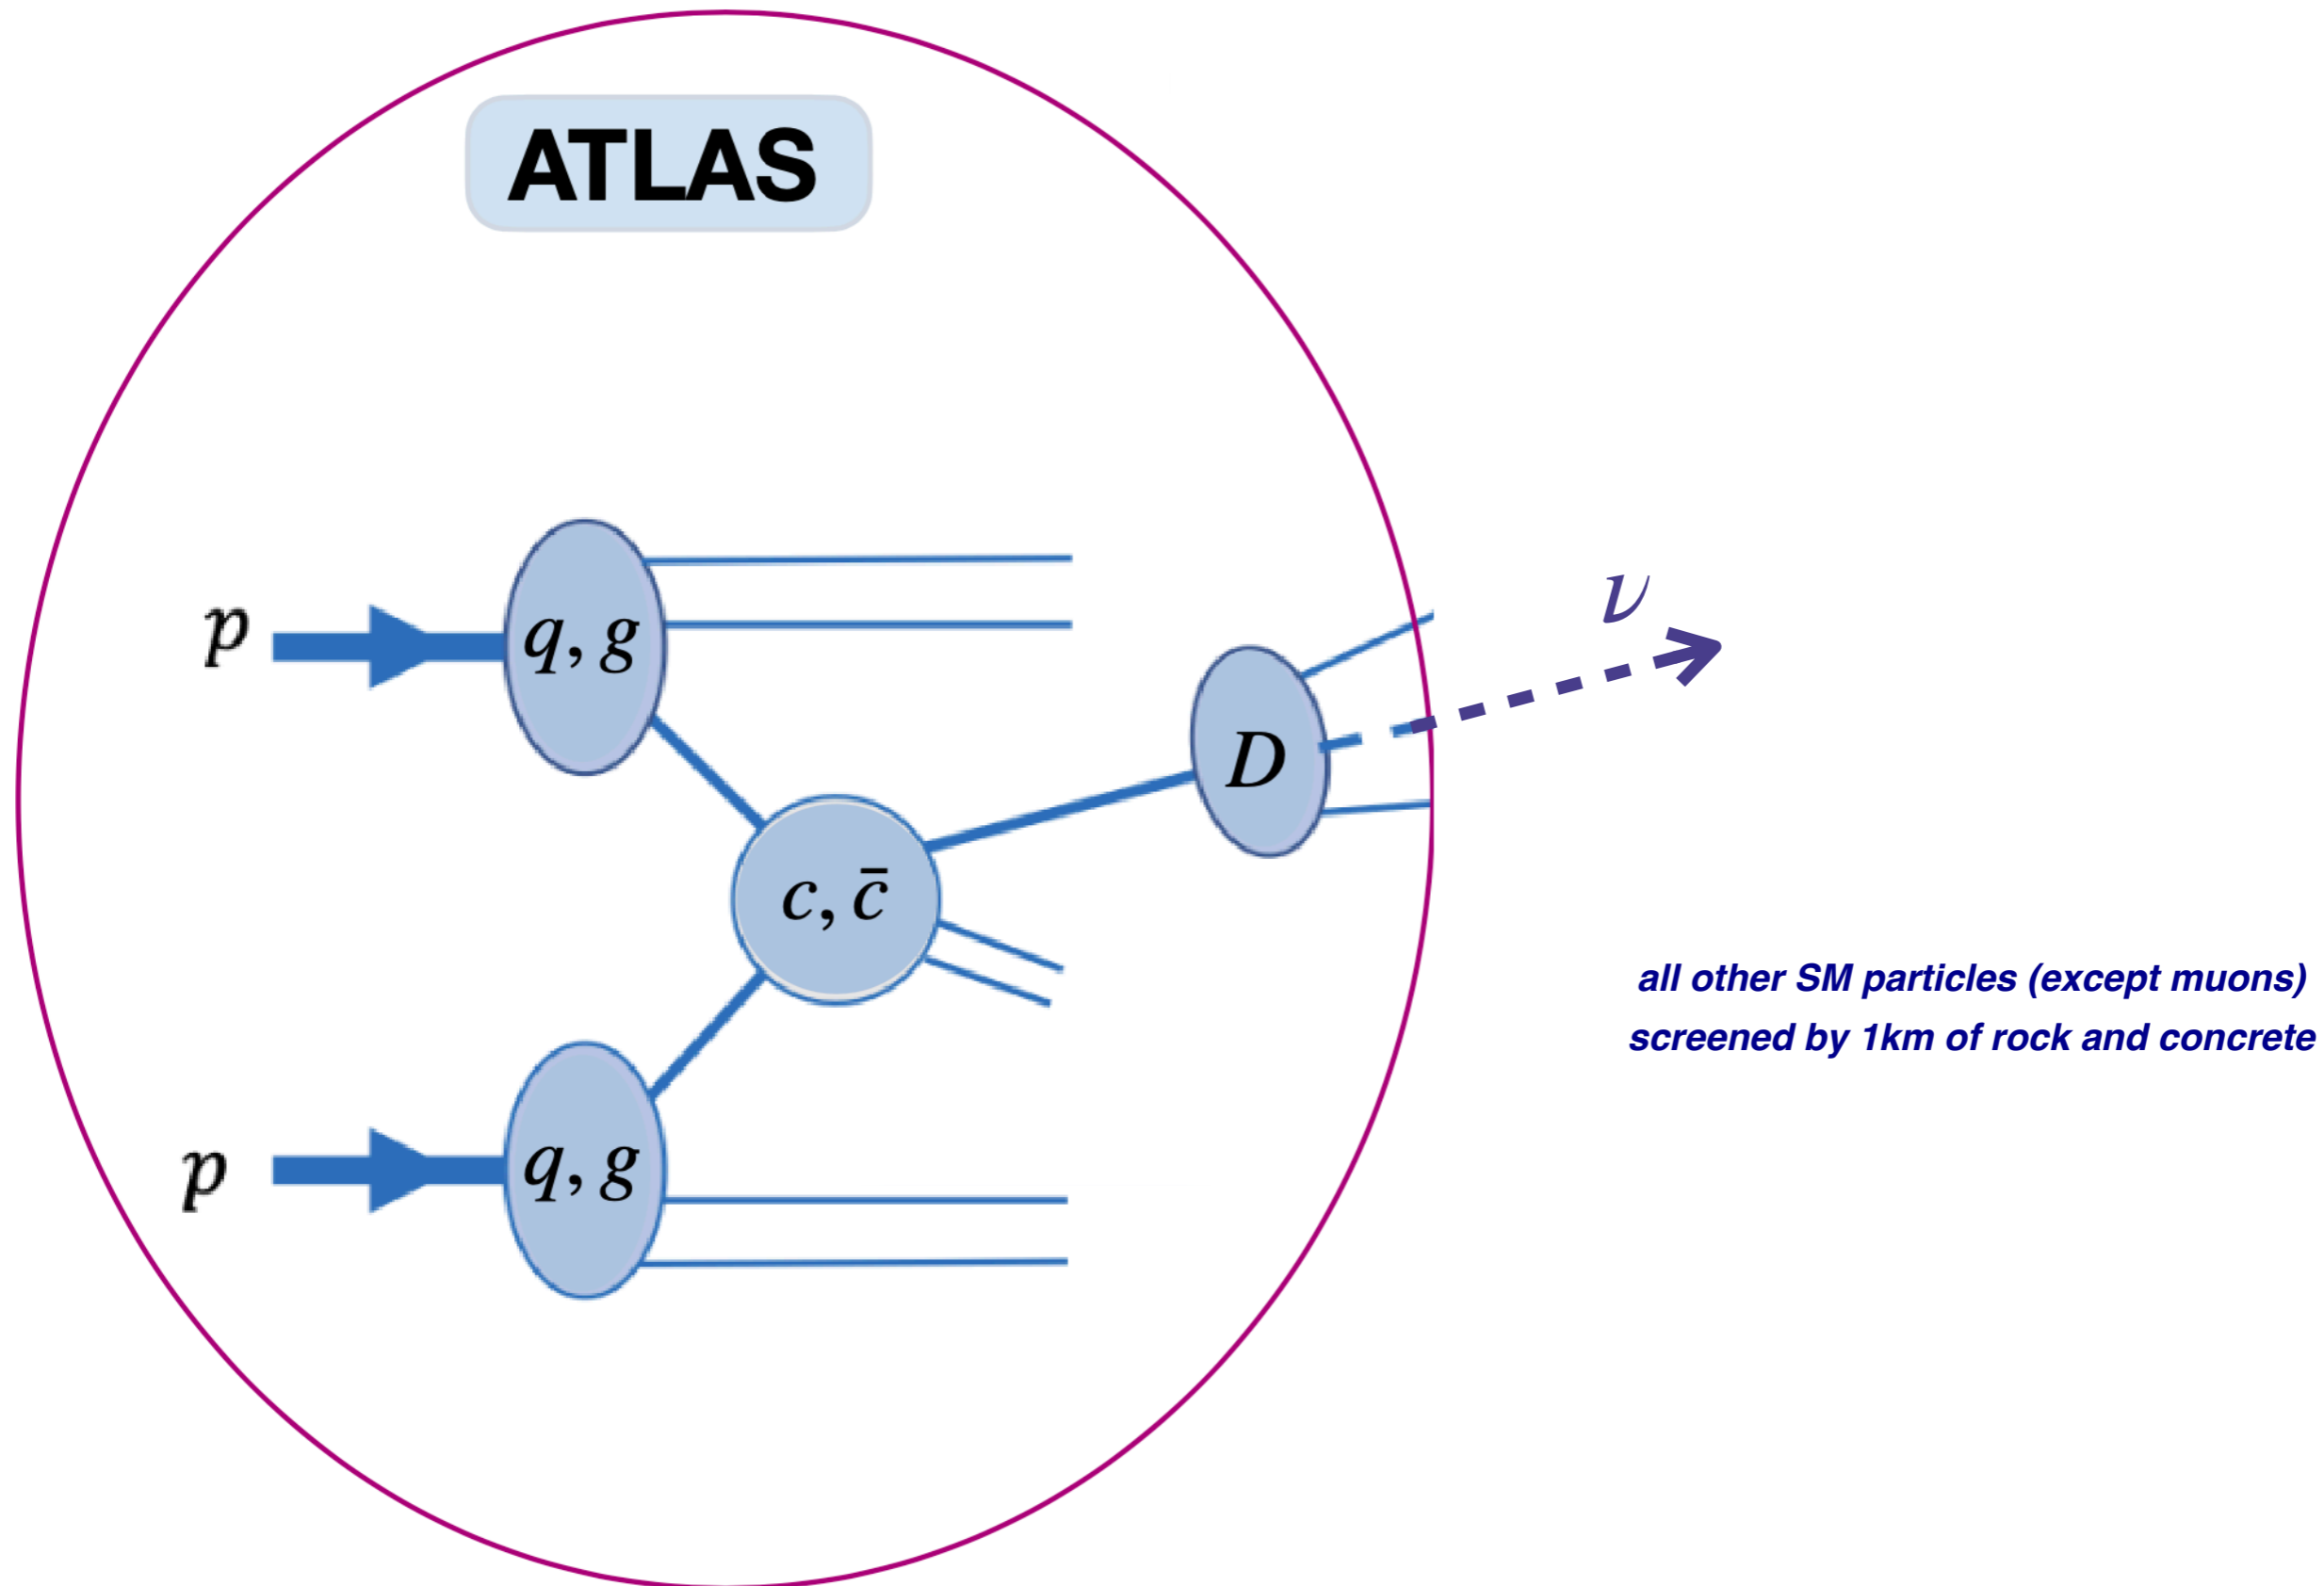 ATLAS
p
q, g
ν
D
c, c̄
all other SM particles (except muons)
screened by 1km of rock and concrete
p
q, g